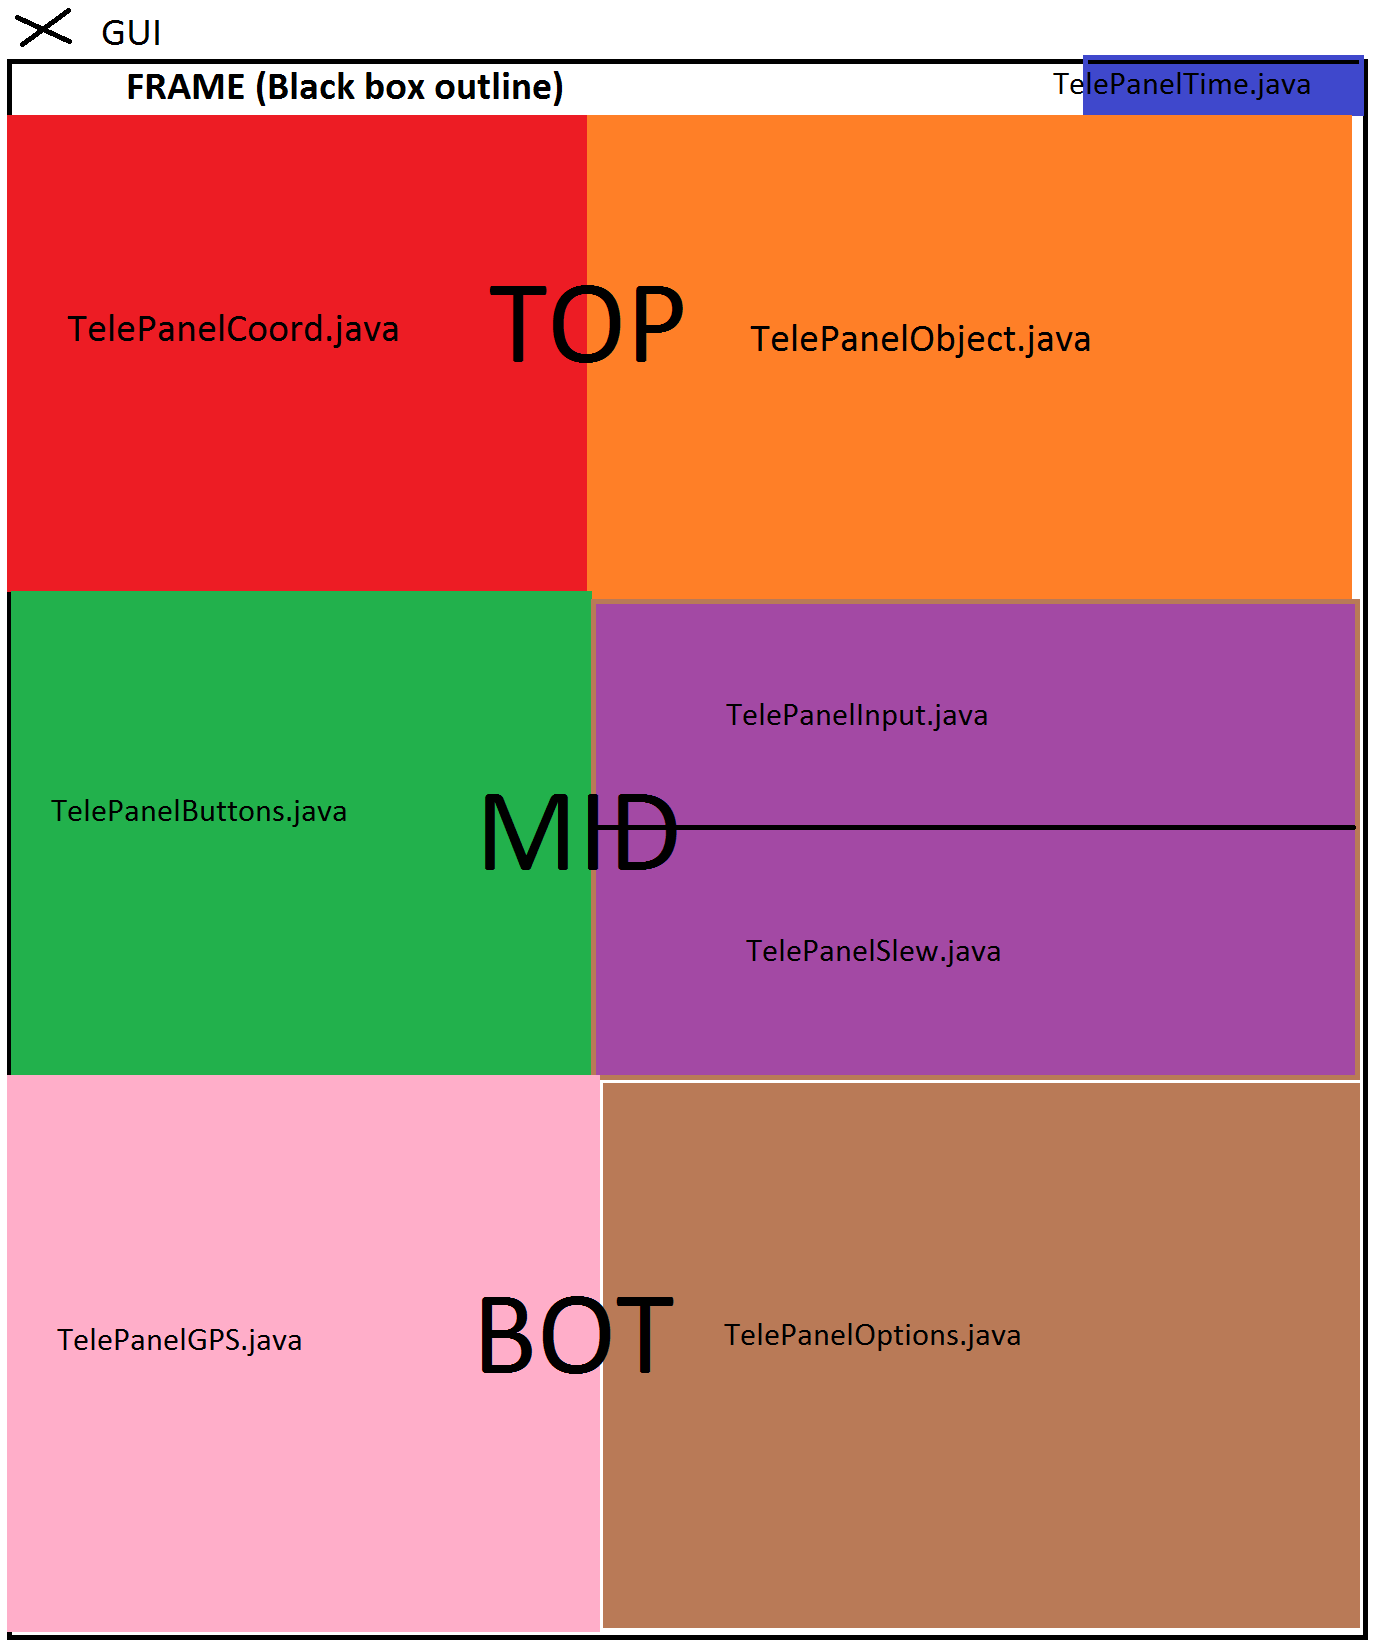 GUI
FRAME (Black box outline)
TelePanelTime.java
TelePanelCoord.java
TOP
TelePanelObject.java
TelePanelInput.java
TelePanelButtons.java
MID
TelePanelSlew.java
TelePanelGPS.java
BOT
TelePanelOptions.java